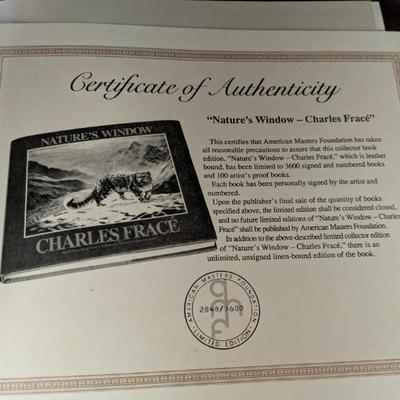 Certificate of Authenticity
"Nature's Window – Charles Fracé"
This certifies that American Masters Foundation has taken
all reasonable precautions to assure that this collector book
edition, "Nature's Window – Charles Fracé," which is leather
bound, has been limited to 3600 signed and numbered books
and 100 artist's proof books.
Each book has been personally signed by the artist and
numbered.
Upon the publisher's final sale of the quantity of books
specified above, the limited edition shall be considered closed,
and no future limited editions of "Nature's Window – Charles
Fracé" shall be published by American Masters Foundation.
In addition to the above-described limited collector edition
of "Nature's Window – Charles Fracé," there is an
unlimited, unsigned linen-bound edition of the book.
NATURE'S WINDOW
CHARLES FRACÉ
AMERICAN MASTERS FOUNDATION
amf
2848/3600
LIMITED EDITION